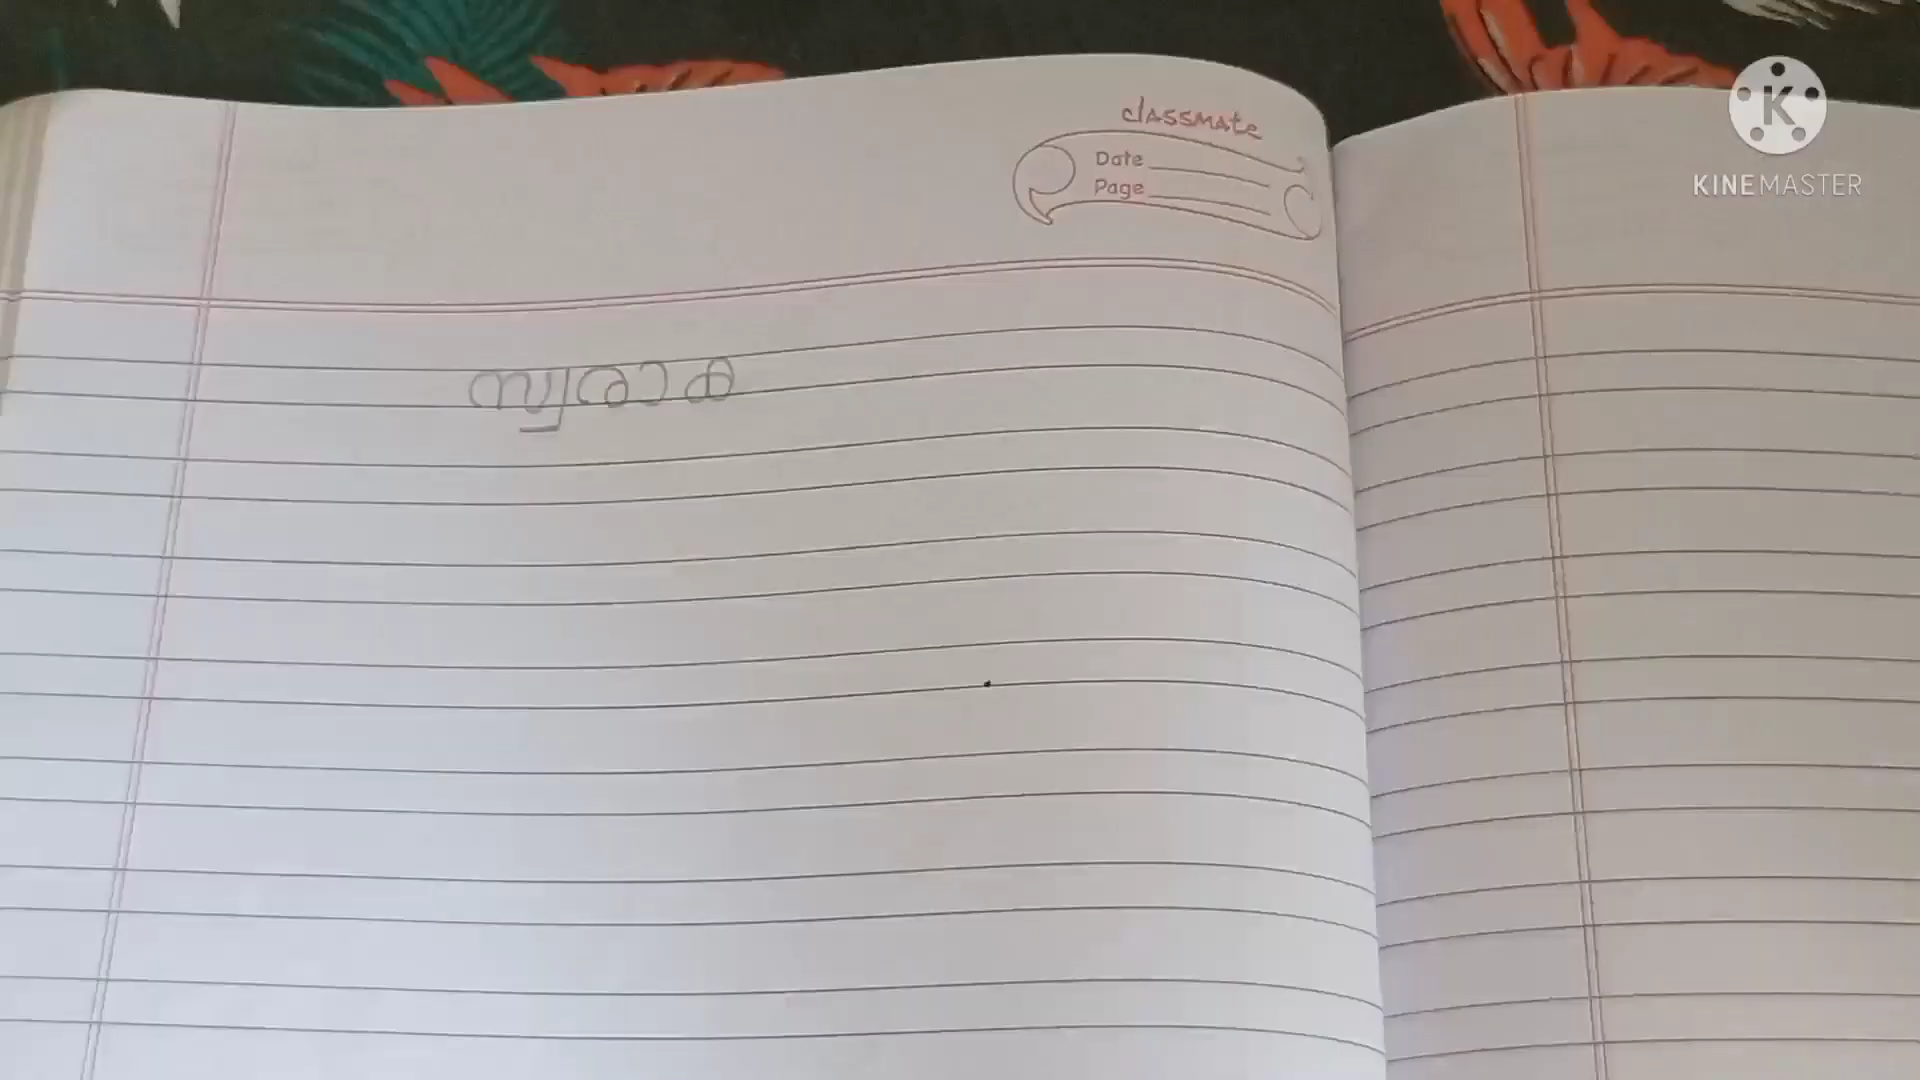 classmate
Date
Page
സ്വരാക
KINEMASTER